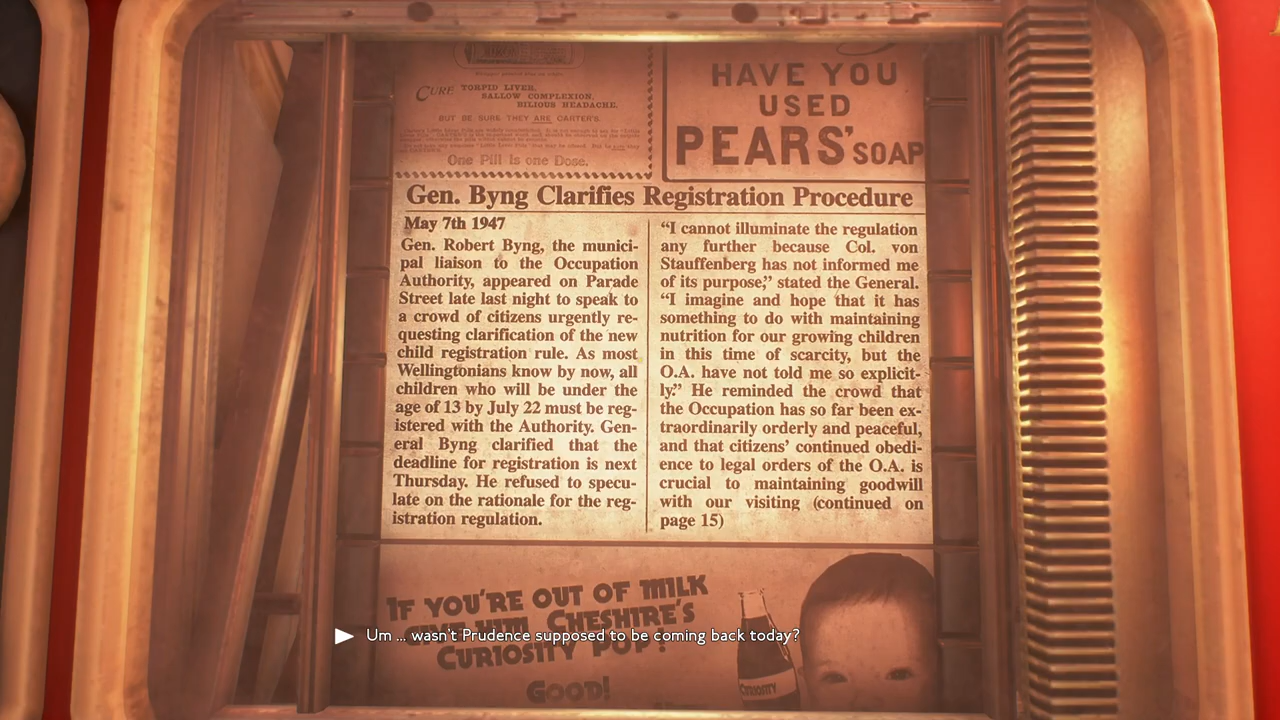 CURE TORPID LIVER,
SALLOW COMPLEXION,
BILIOUS HEADACHE.
BUT BE SURE THEY ARE CARTER'S.
One Pill Is one Dose.
HAVE YOU
USED
PEARS' SOAP
Gen. Byng Clarifies Registration Procedure
May 7th 1947
Gen. Robert Byng, the munici-
pal liaison to the Occupation
Authority, appeared on Parade
Street late last night to speak to
a crowd of citizens urgently re-
questing clarification of the new
child registration rule. As most
Wellingtonians know by now, all
children who will be under the
age of 13 by July 22 must be reg-
istered with the Authority. Gen-
eral Byng clarified that the
deadline for registration is next
Thursday. He refused to specu-
late on the rationale for the reg-
istration regulation.
“I cannot illuminate the regulation
any further because Col. von
Stauffenberg has not informed me
of its purpose,” stated the General.
“I imagine and hope that it has
something to do with maintaining
nutrition for our growing children
in this time of scarcity, but the
O.A. have not told me so explicit-
ly.” He reminded the crowd that
the Occupation has so far been ex-
traordinarily orderly and peaceful,
and that citizens’ continued obedi-
ence to legal orders of the O.A. is
crucial to maintaining goodwill
with our visiting (continued on
page 15)
IF YOU'RE OUT OF MILK
GIVE HIM CHESHIRE'S
CURIOSITY POP!
GOOD!
CURIOSITY
Um ... wasn't Prudence supposed to be coming back today?